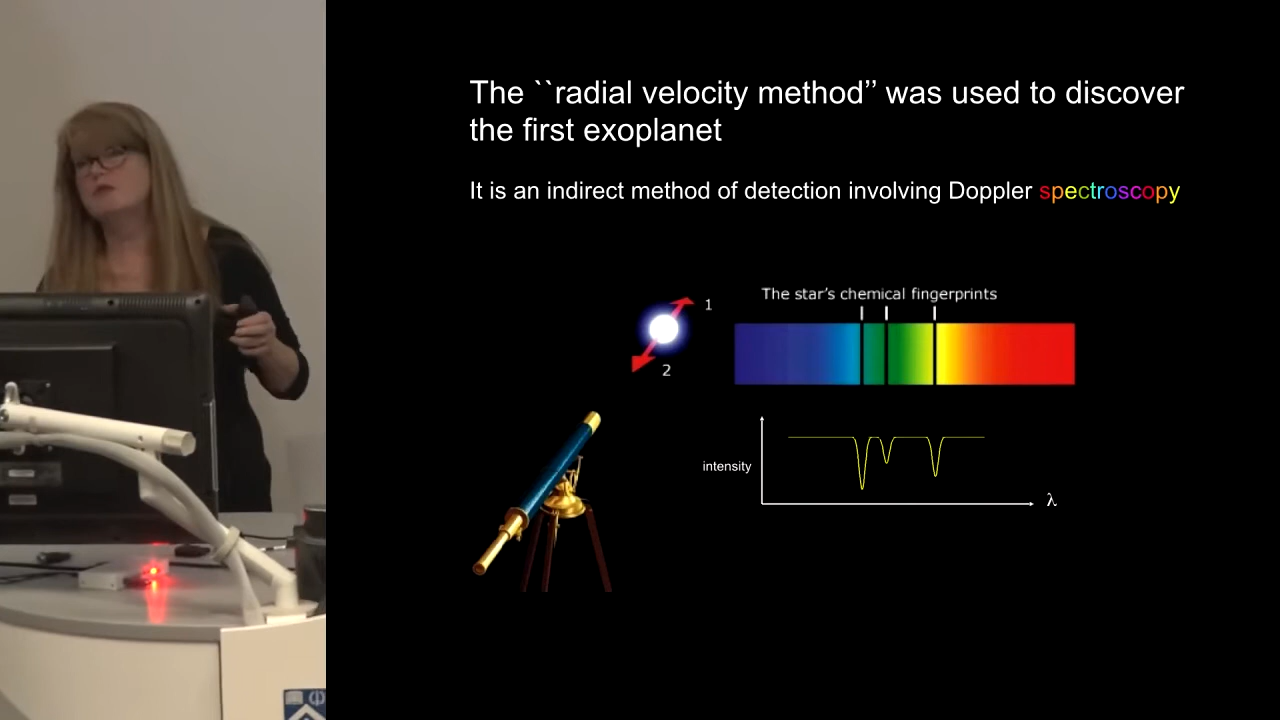 The ``radial velocity method’’ was used to discover
the first exoplanet
It is an indirect method of detection involving Doppler spectroscopy
The star's chemical fingerprints
1
2
intensity
λ